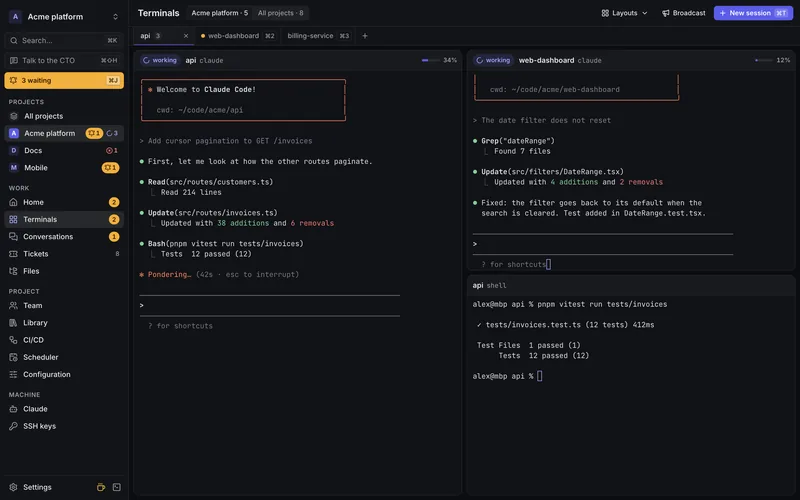 A Acme platform
Search... ⌘K
Talk to the CTO ⌘⇧H
3 waiting ⌘J
PROJECTS
All projects
A Acme platform 1 3
D Docs 1
M Mobile 1
WORK
Home 2
Terminals 2
Conversations 1
Tickets 8
Files
PROJECT
Team
Library
CI/CD
Scheduler
Configuration
MACHINE
Claude
SSH keys
Settings
Terminals
Acme platform · 5 All projects · 8
Layouts
Broadcast
+ New session ⌘T
api 3 ×
web-dashboard ⌘2
billing-service ⌘3
+
working api claude 34%
✻ Welcome to Claude Code!
cwd: ~/code/acme/api
> Add cursor pagination to GET /invoices
● First, let me look at how the other routes paginate.
● Read(src/routes/customers.ts)
⎿ Read 214 lines
● Update(src/routes/invoices.ts)
⎿ Updated with 38 additions and 6 removals
● Bash(pnpm vitest run tests/invoices)
⎿ Tests 12 passed (12)
✻ Pondering… (42s · esc to interrupt)
>
? for shortcuts
working web-dashboard claude 12%
cwd: ~/code/acme/web-dashboard
> The date filter does not reset
● Grep("dateRange")
⎿ Found 7 files
● Update(src/filters/DateRange.tsx)
⎿ Updated with 4 additions and 2 removals
● Fixed: the filter goes back to its default when the
search is cleared. Test added in DateRange.test.tsx.
>
? for shortcuts
api shell
alex@mbp api % pnpm vitest run tests/invoices
✓ tests/invoices.test.ts (12 tests) 412ms
Test Files 1 passed (1)
Tests 12 passed (12)
alex@mbp api %